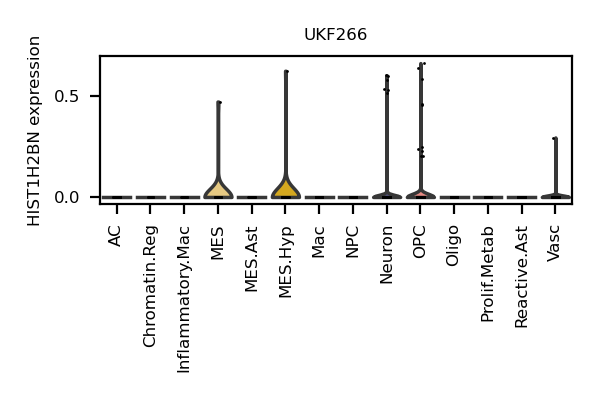 UKF266
HIST1H2BN expression
0.5
0.0
AC
Chromatin.Reg
Inflammatory.Mac
MES
MES.Ast
MES.Hyp
Mac
NPC
Neuron
OPC
Oligo
Prolif.Metab
Reactive.Ast
Vasc